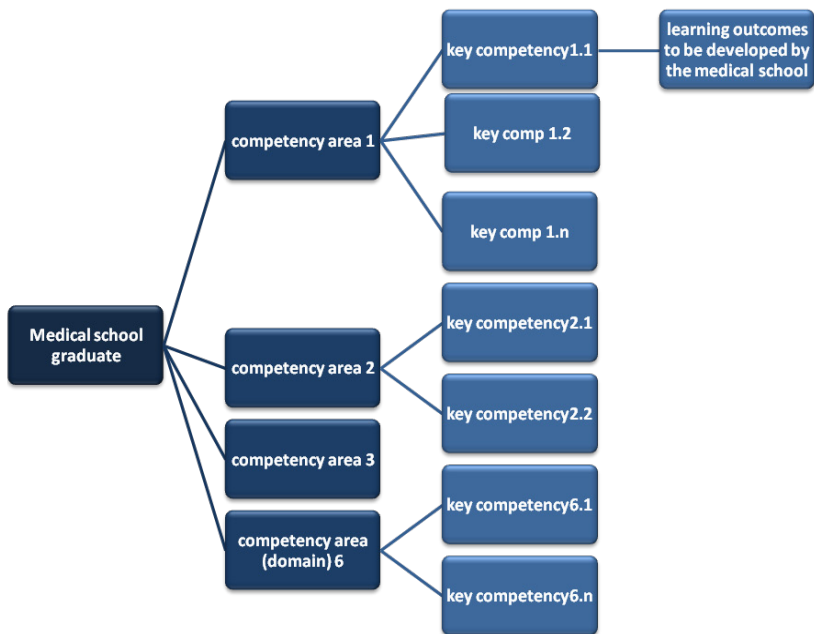 Medical school
graduate
competency area 1
key competency1.1
learning outcomes
to be developed by
the medical school
key comp 1.2
key comp 1.n
competency area 2
key competency2.1
key competency2.2
competency area 3
competency area
(domain) 6
key competency6.1
key competency6.n